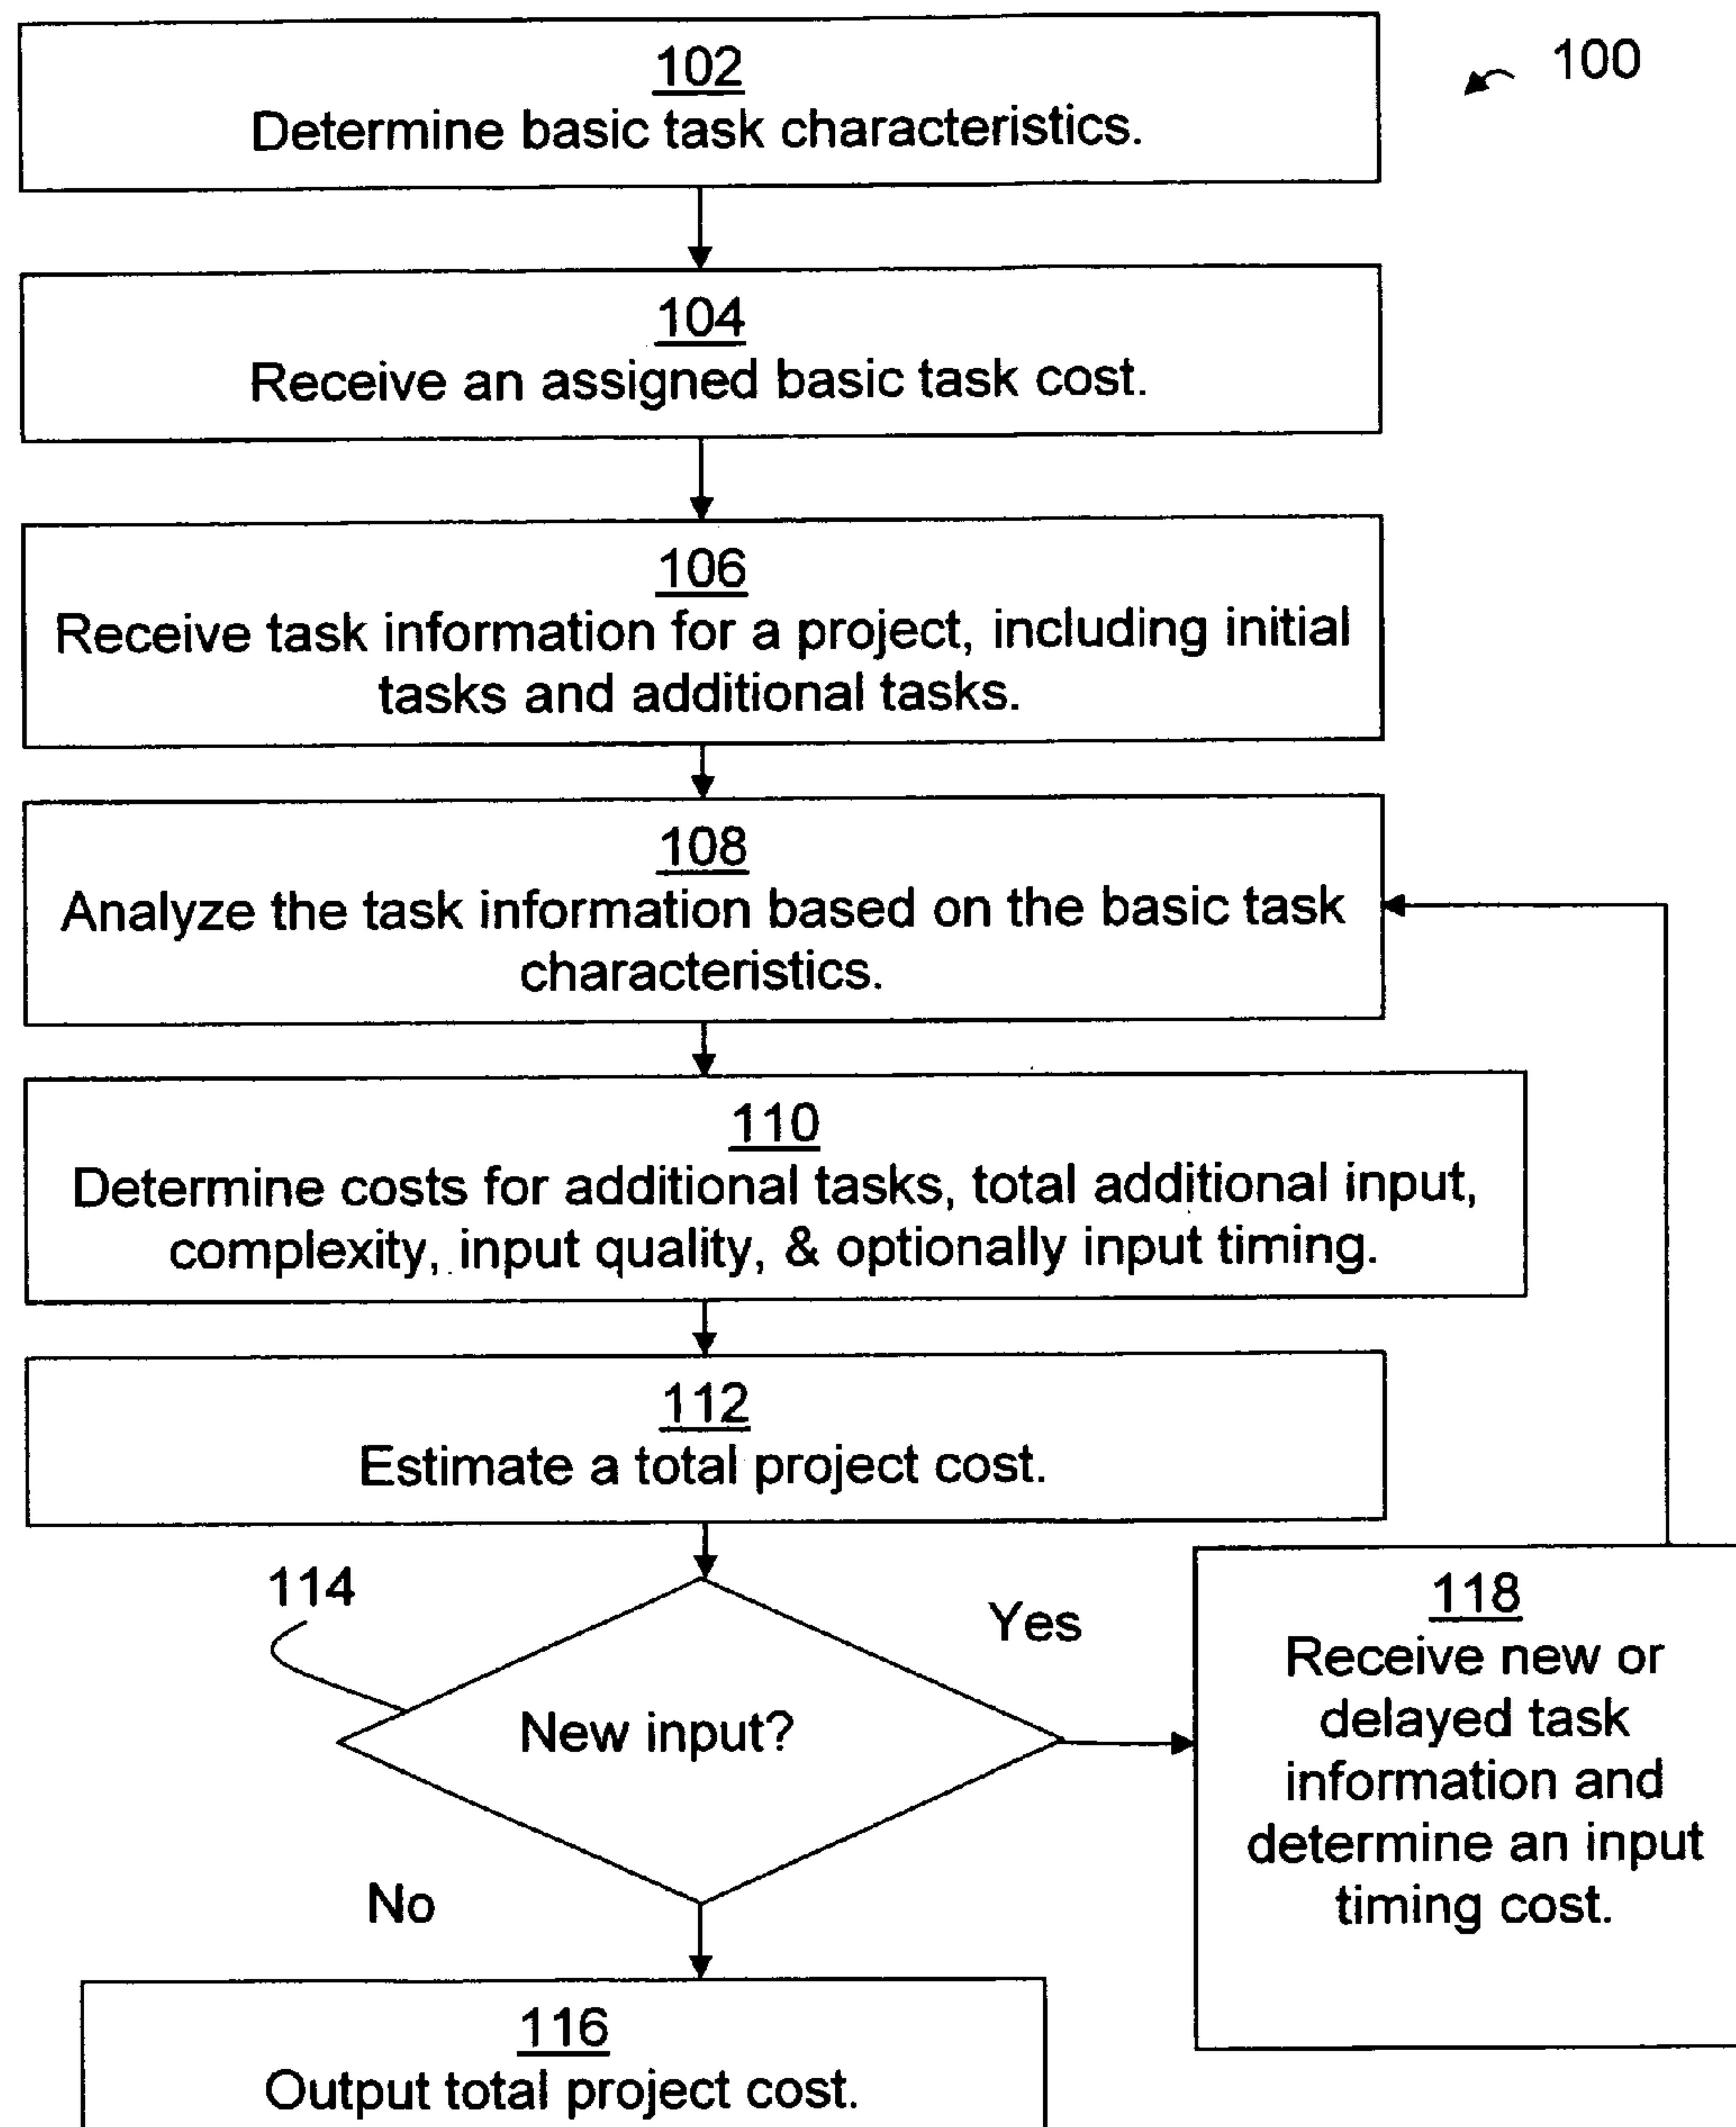 100
102
Determine basic task characteristics.
104
Receive an assigned basic task cost.
106
Receive task information for a project, including initial
tasks and additional tasks.
108
Analyze the task information based on the basic task
characteristics.
110
Determine costs for additional tasks, total additional input,
complexity, input quality, & optionally input timing.
112
Estimate a total project cost.
114
New input?
Yes
No
118
Receive new or
delayed task
information and
determine an input
timing cost.
116
Output total project cost.